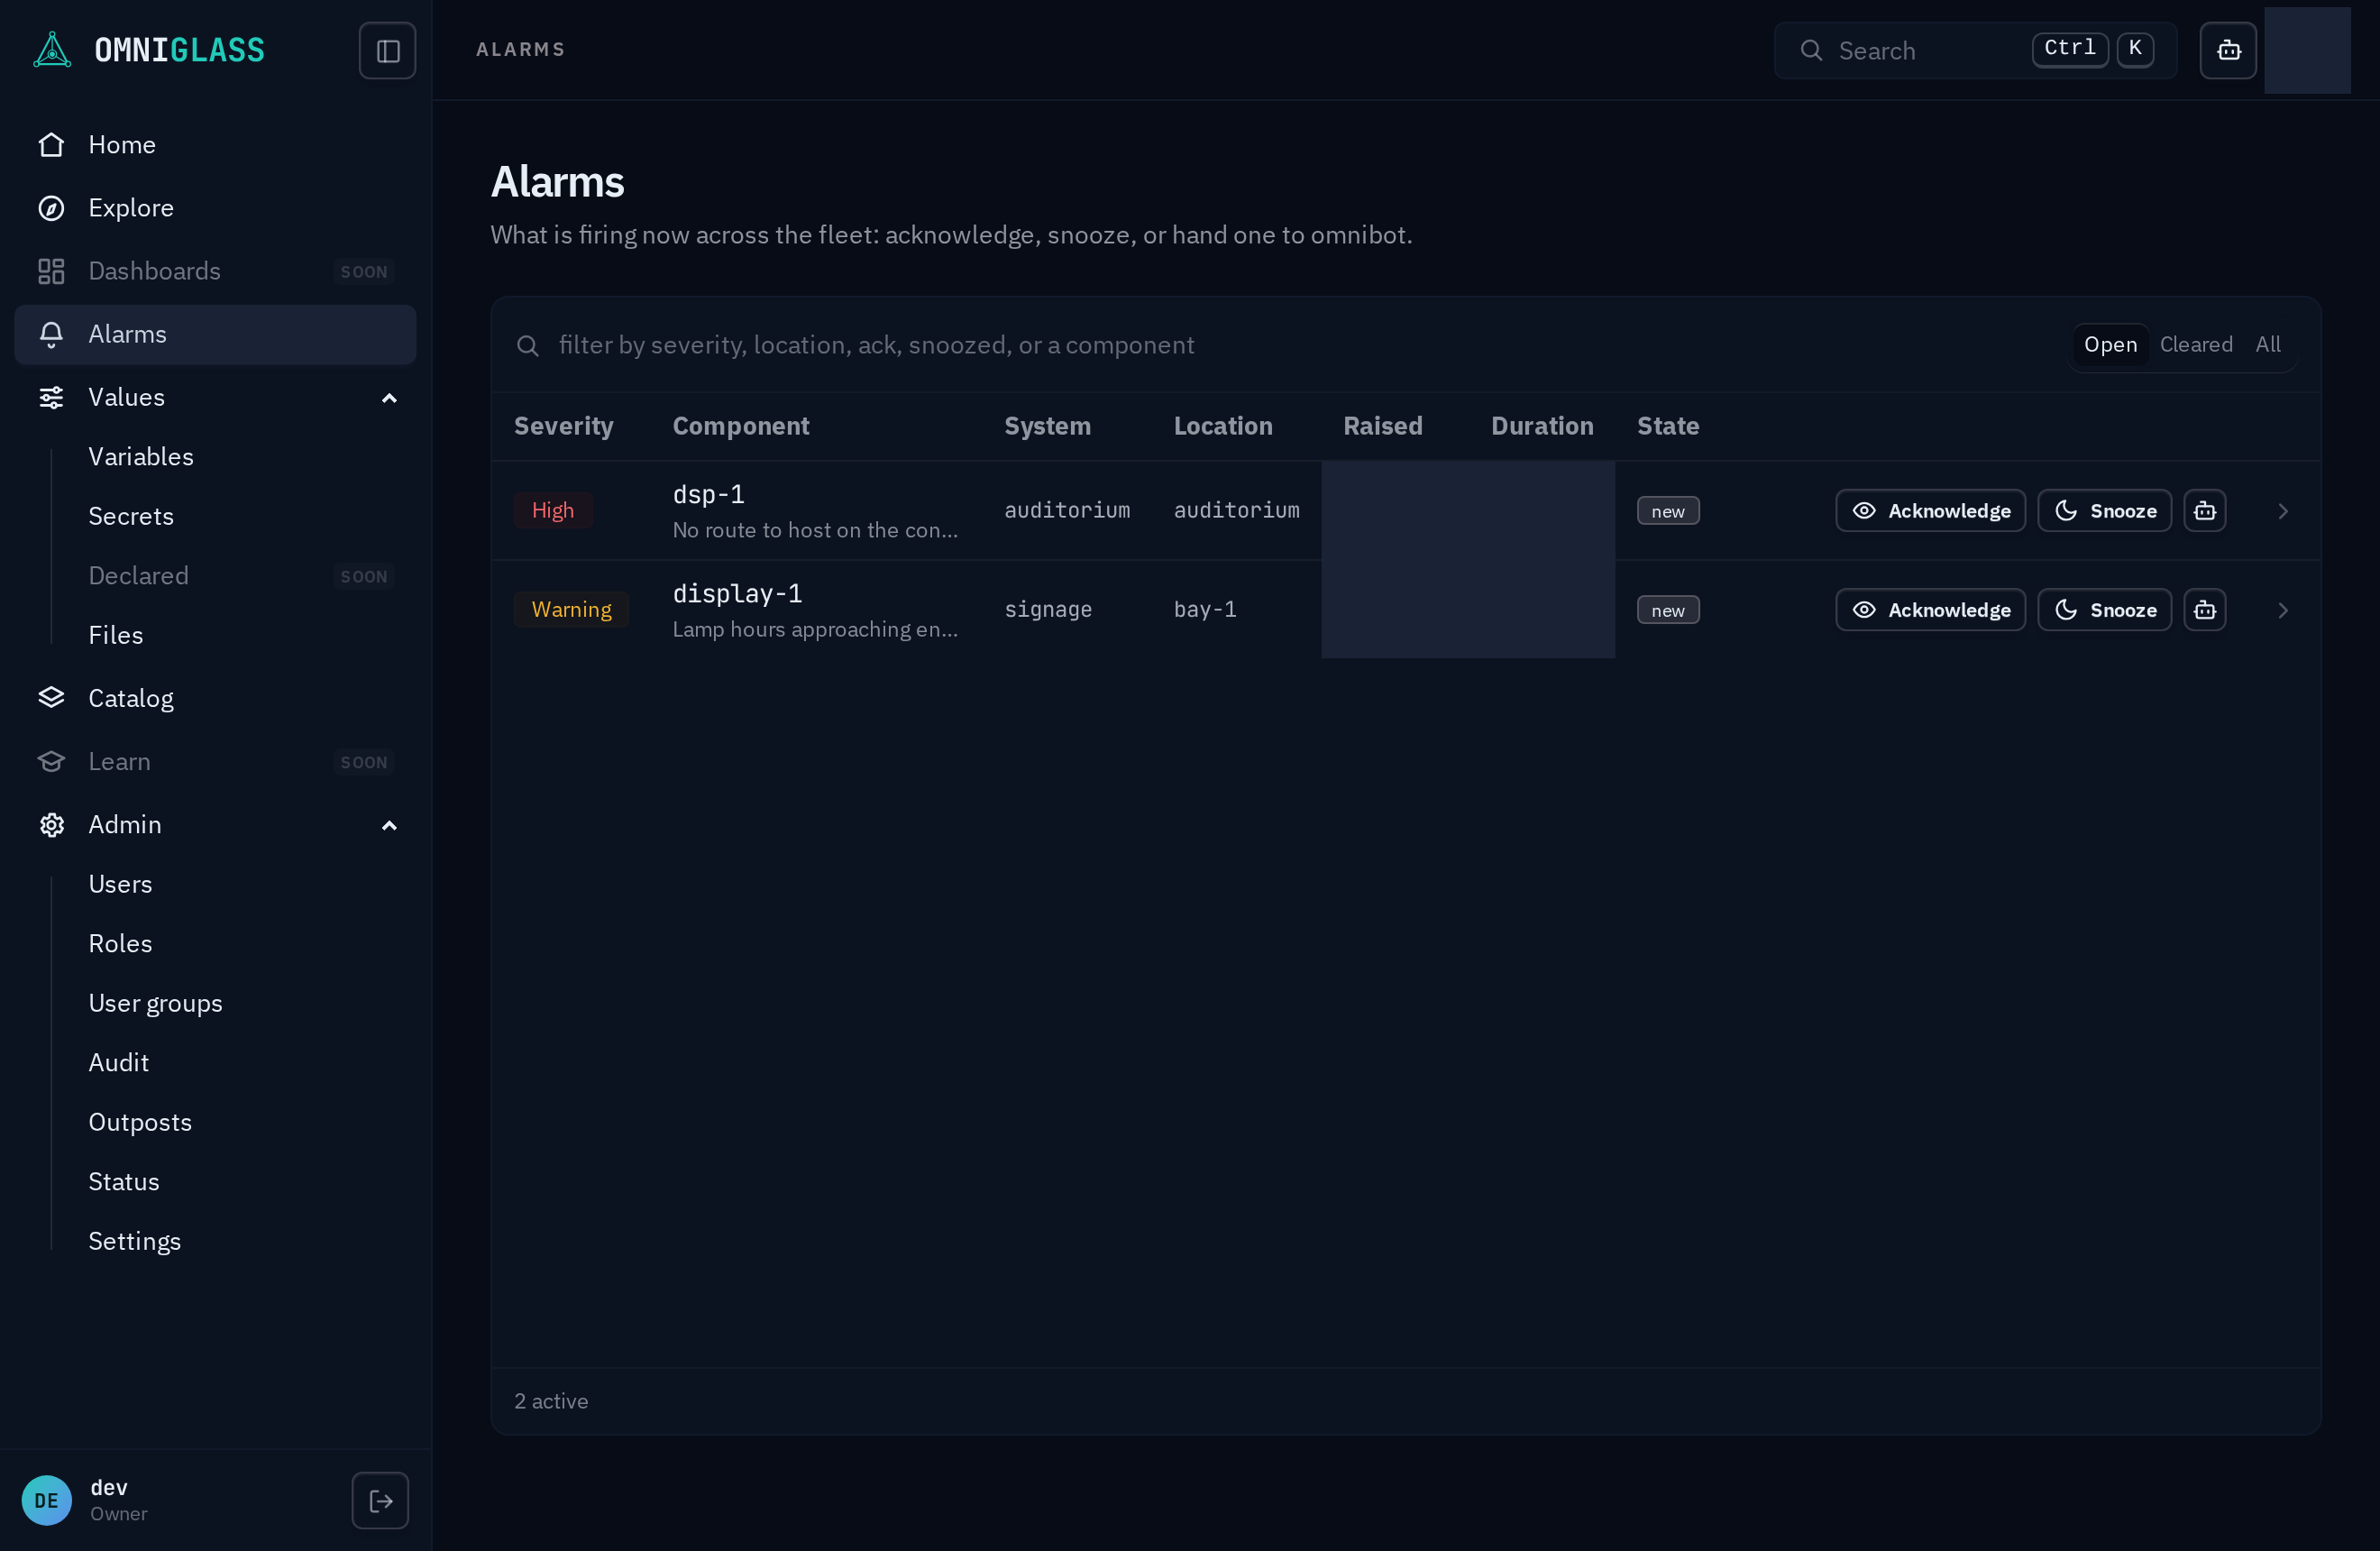 OMNIGLASS
ALARMS
Search
Ctrl K
Home
Explore
Dashboards SOON
Alarms
Values
Variables
Secrets
Declared SOON
Files
Catalog
Learn SOON
Admin
Users
Roles
User groups
Audit
Outposts
Status
Settings
DE
dev
Owner
Alarms
What is firing now across the fleet: acknowledge, snooze, or hand one to omnibot.
filter by severity, location, ack, snoozed, or a component
Open Cleared All
Severity Component System Location Raised Duration State
High dsp-1 auditorium auditorium new Acknowledge Snooze
No route to host on the con...
Warning display-1 signage bay-1 new Acknowledge Snooze
Lamp hours approaching en...
2 active